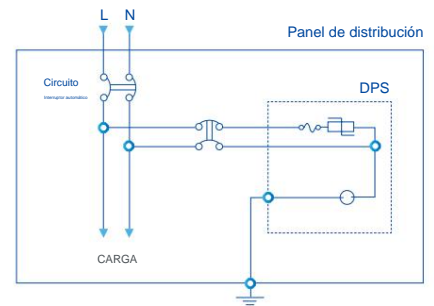 L N
Panel de distribución
Circuito
Interruptor automático
DPS
CARGA